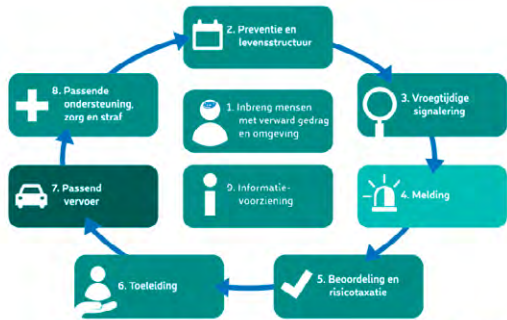 2. Preventie en
levensstructuur
8. Passende
ondersteuning,
zorg en straf
1. Inbreng mensen
met verward gedrag
en omgeving
3. Vroegtijdige
signalering
7. Passend
vervoer
9. Informatie-
voorziening
4. Melding
6. Toeleiding
5. Beoordeling en
risicotaxatie